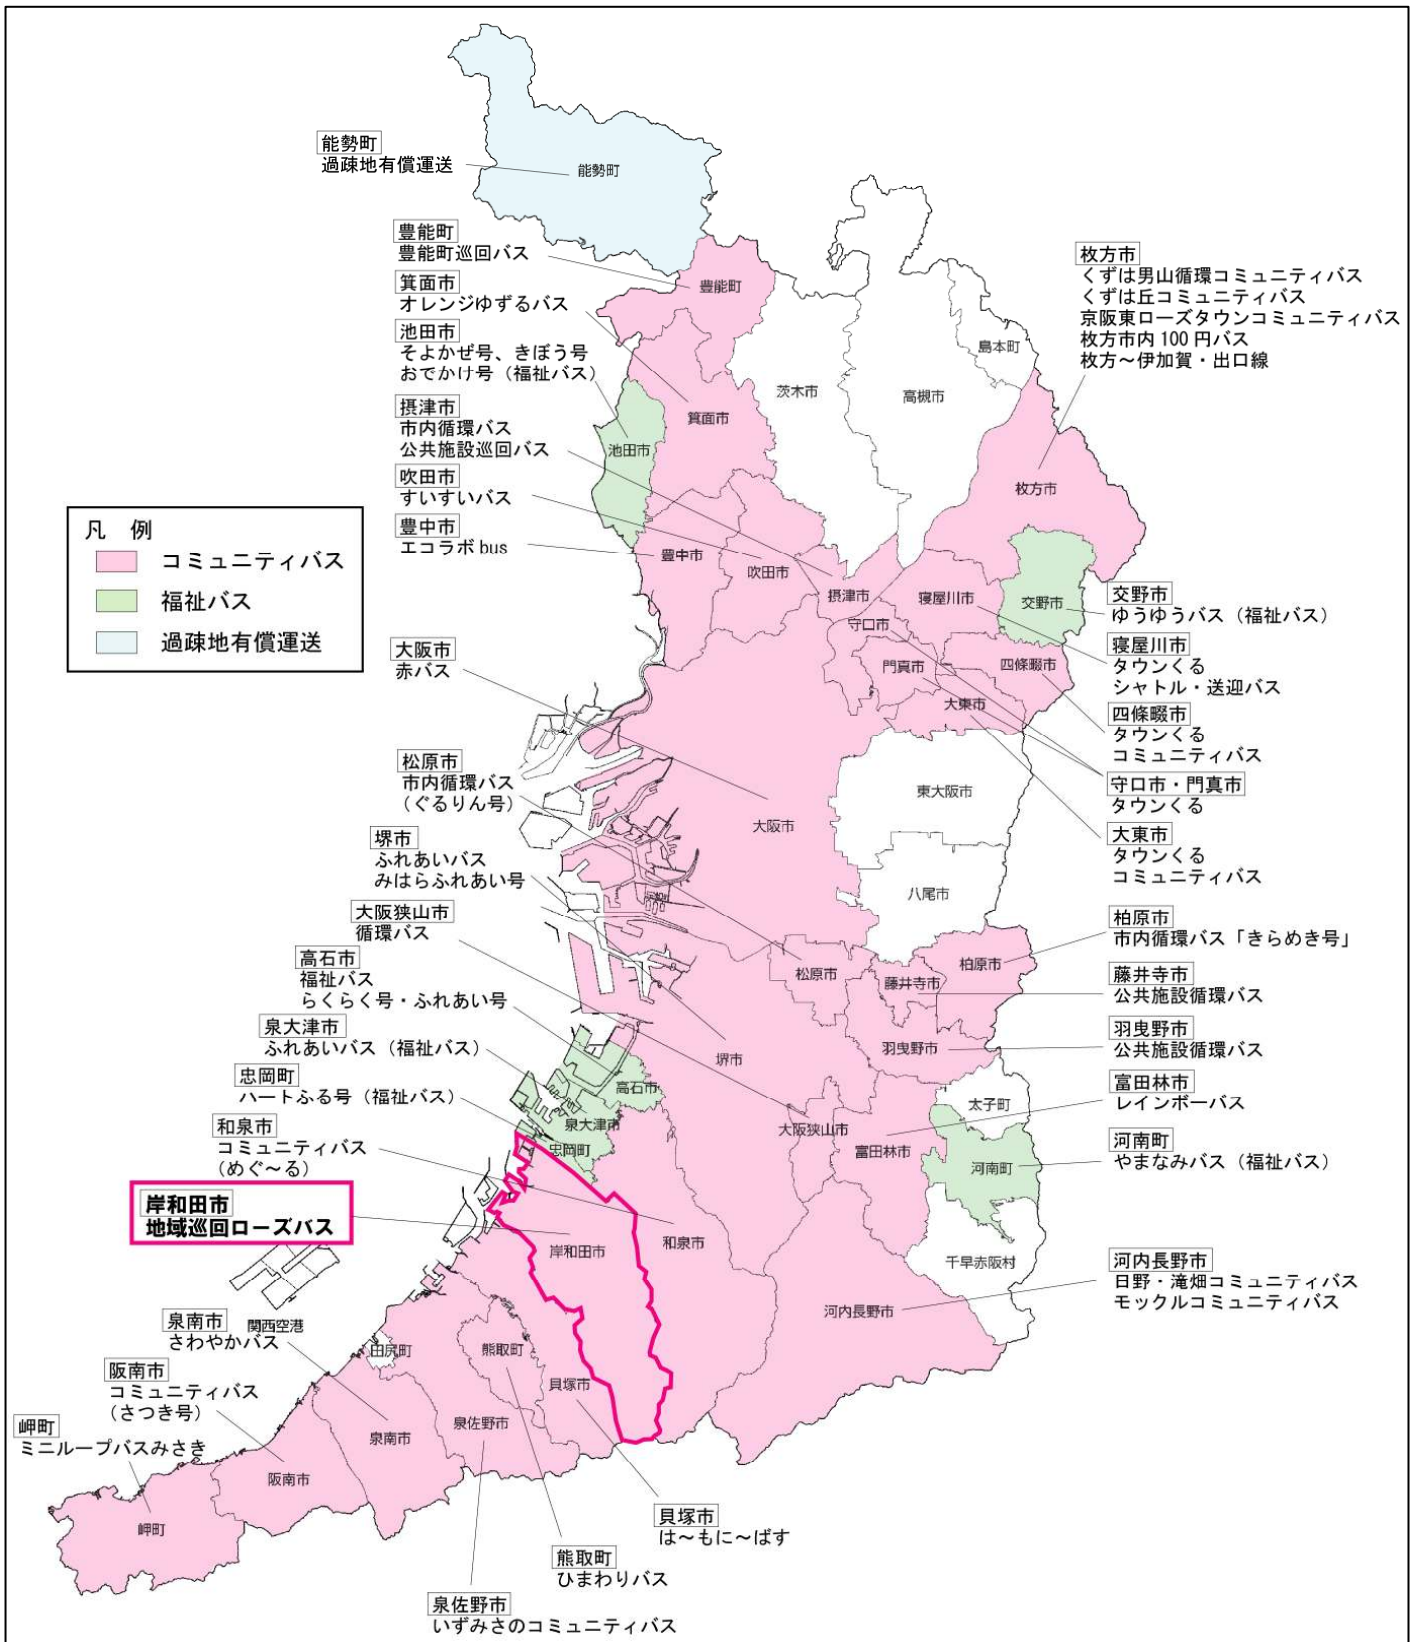 能勢町
過疎地有償運送
豊能町
豊能町巡回バス
箕面市
オレンジゆずるバス
池田市
そよかぜ号、きぼう号
おでかけ号（福祉バス）
摂津市
市内循環バス
公共施設巡回バス
吹田市
すいすいバス
豊中市
エコラボ bus
凡　例
コミュニティバス
福祉バス
過疎地有償運送
大阪市
赤バス
松原市
市内循環バス
（ぐるりん号）
堺市
ふれあいバス
みはらふれあい号
大阪狭山市
循環バス
高石市
福祉バス
らくらく号・ふれあい号
泉大津市
ふれあいバス（福祉バス）
忠岡町
ハートふる号（福祉バス）
和泉市
コミュニティバス
（めぐ～る）
岸和田市
地域巡回ローズバス
泉南市
さわやかバス
関西空港
阪南市
コミュニティバス
（さつき号）
岬町
ミニループバスみさき
枚方市
くずは男山循環コミュニティバス
くずは丘コミュニティバス
京阪東ローズタウンコミュニティバス
枚方市内 100 円バス
枚方～伊加賀・出口線
交野市
ゆうゆうバス（福祉バス）
寝屋川市
タウンくる
シャトル・送迎バス
四條畷市
タウンくる
コミュニティバス
守口市・門真市
タウンくる
大東市
タウンくる
コミュニティバス
柏原市
市内循環バス「きらめき号」
藤井寺市
公共施設循環バス
羽曳野市
公共施設循環バス
富田林市
レインボーバス
河南町
やまなみバス（福祉バス）
河内長野市
日野・滝畑コミュニティバス
モックルコミュニティバス
貝塚市
は～もに～ばす
熊取町
ひまわりバス
泉佐野市
いずみさのコミュニティバス
能勢町
豊能町
島本町
茨木市
高槻市
箕面市
池田市
枚方市
豊中市
吹田市
摂津市
寝屋川市
交野市
守口市
門真市
四條畷市
大東市
東大阪市
大阪市
八尾市
松原市
藤井寺市
柏原市
堺市
羽曳野市
高石市
太子町
泉大津市
大阪狭山市
富田林市
忠岡町
河南町
岸和田市
和泉市
千早赤阪村
河内長野市
田尻町
熊取町
貝塚市
泉佐野市
泉南市
阪南市
岬町